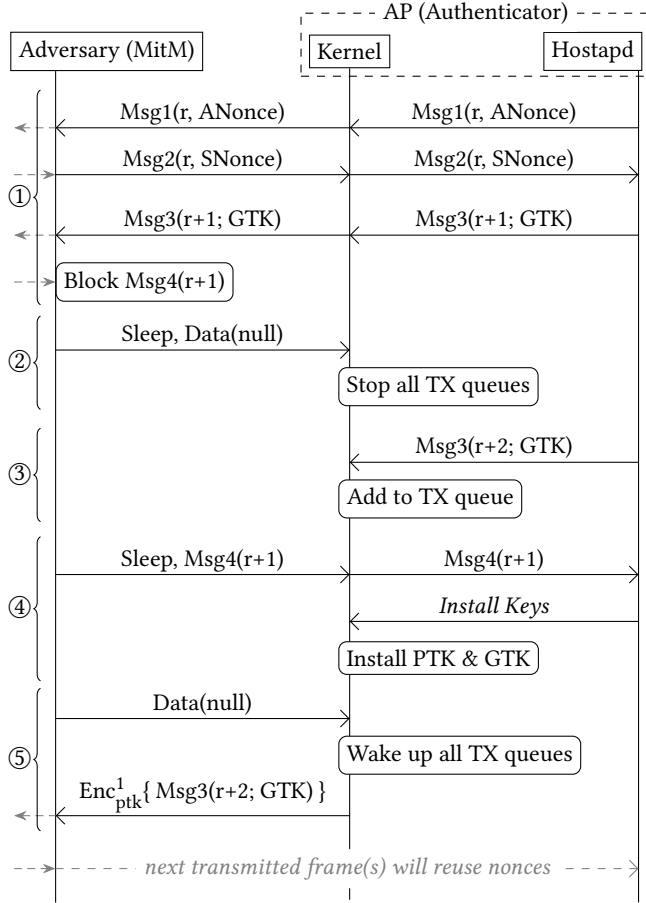 AP (Authenticator)
Adversary (MitM)
Kernel
Hostapd
①
Msg1(r, ANonce)
Msg1(r, ANonce)
Msg2(r, SNonce)
Msg2(r, SNonce)
Msg3(r+1; GTK)
Msg3(r+1; GTK)
Block Msg4(r+1)
②
Sleep, Data(null)
Stop all TX queues
③
Msg3(r+2; GTK)
Add to TX queue
④
Sleep, Msg4(r+1)
Msg4(r+1)
Install Keys
Install PTK & GTK
⑤
Data(null)
Wake up all TX queues
Enc¹ptk{ Msg3(r+2; GTK) }
next transmitted frame(s) will reuse nonces